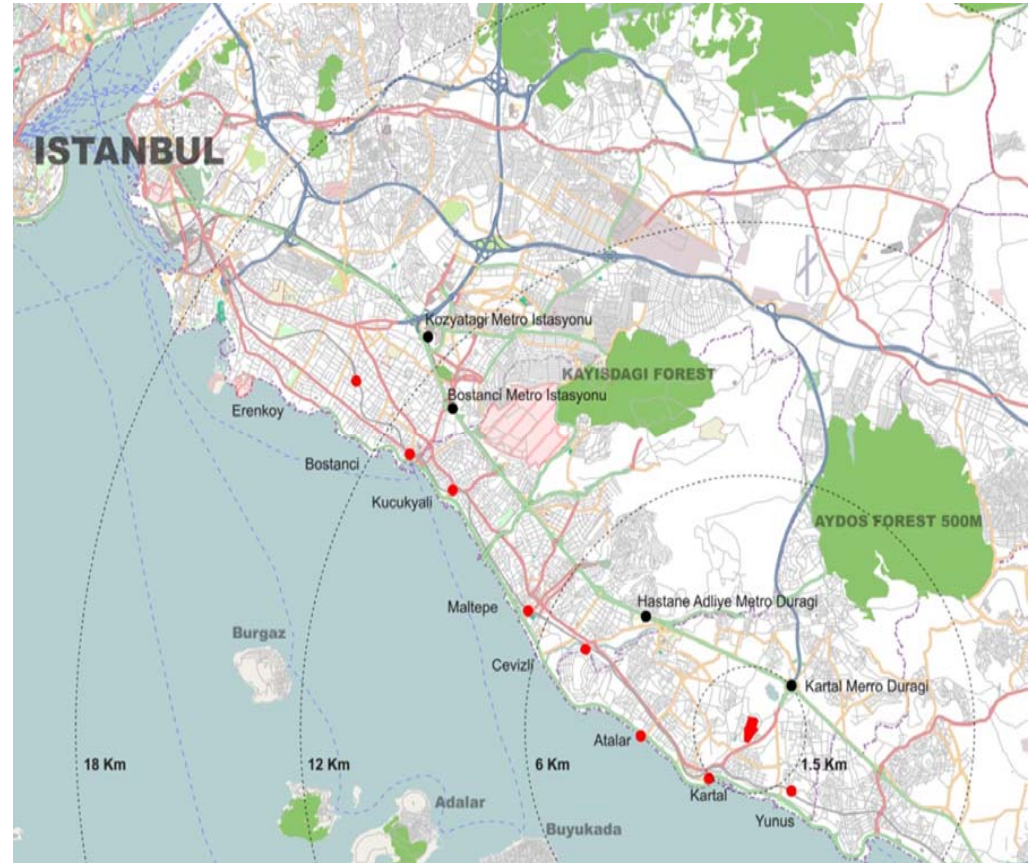 ISTANBUL
Kozyatagi Metro Istasyonu
KAYISDAGI FOREST
Erenkoy
Bostanci Metro Istasyonu
Bostanci
Kucukyali
AYDOS FOREST 500M
Maltepe
Hastane Adliye Metro Duragi
Burgaz
Cevizli
Kartal Merro Duragi
Atalar
18 Km
12 Km
6 Km
1.5 Km
Kartal
Adalar
Yunus
Buyukada